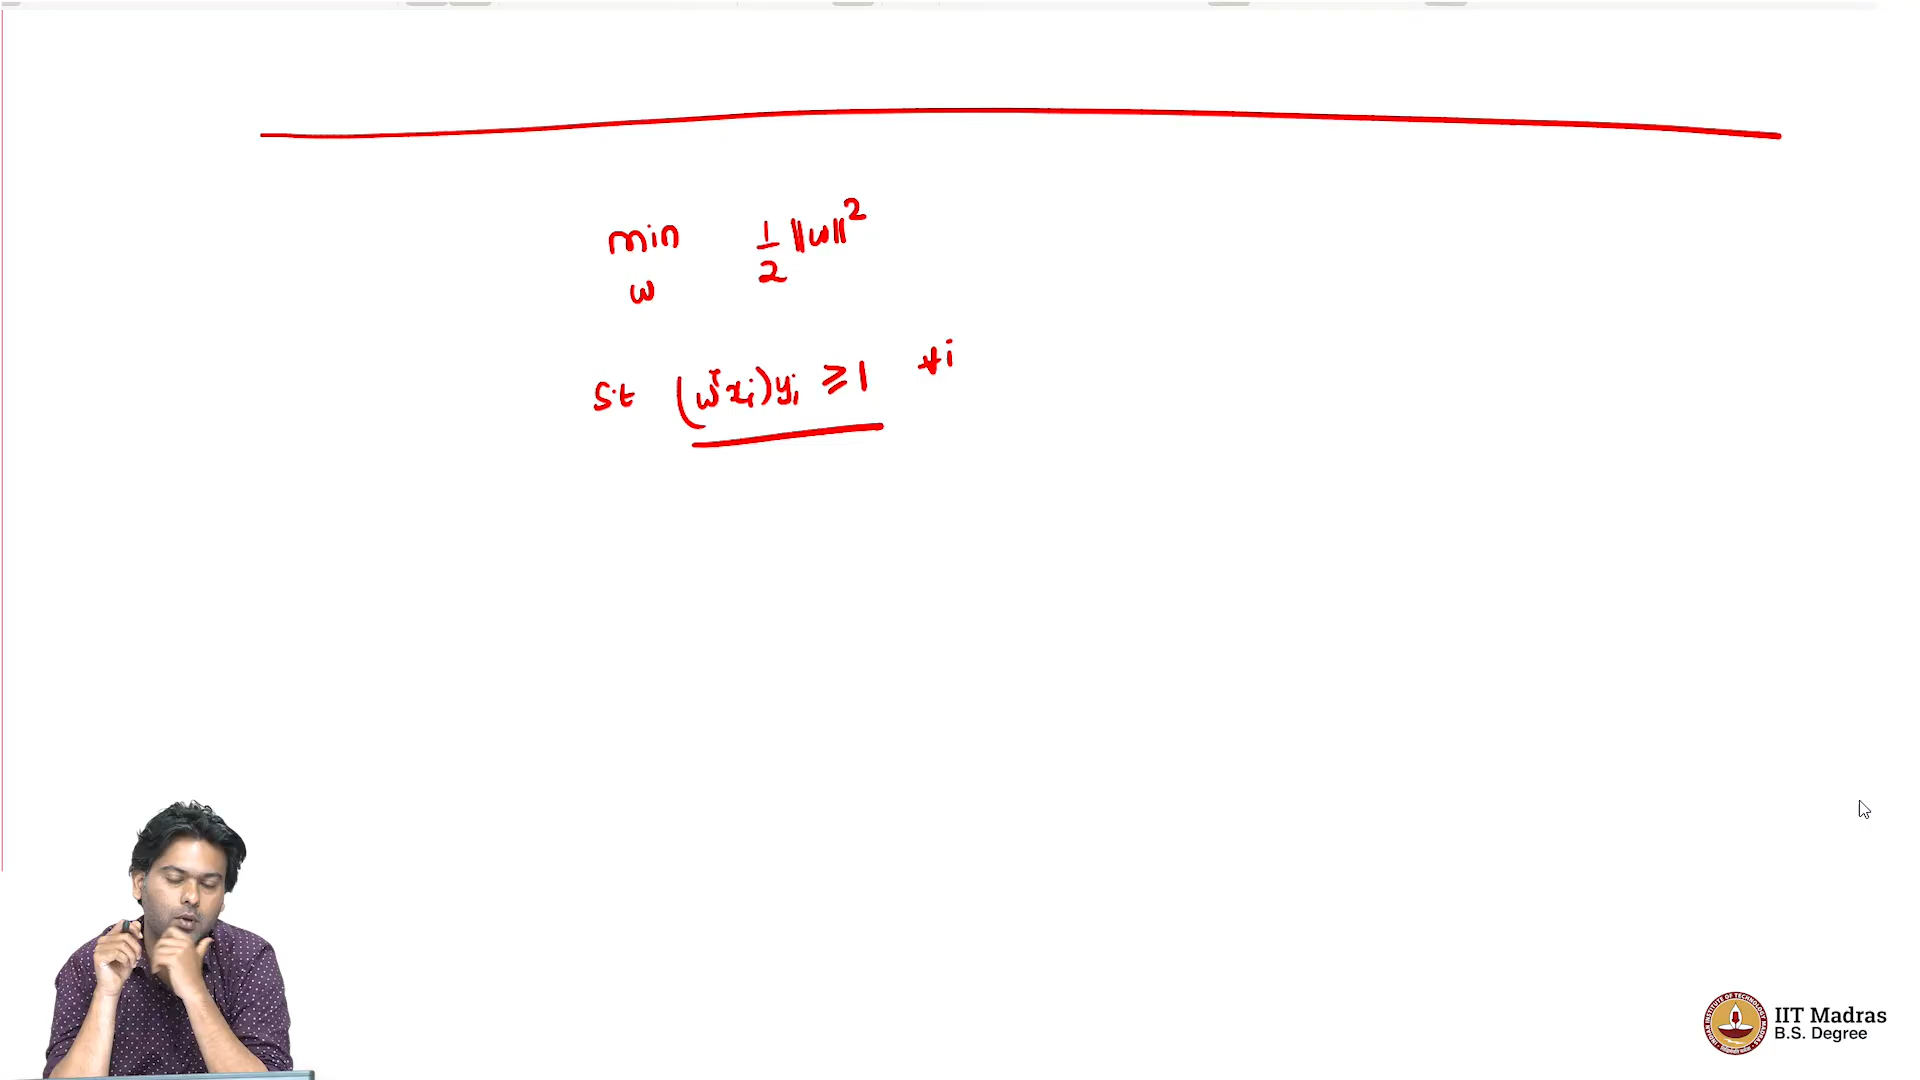 min 1/2 ||w||²
w
s.t (wᵀxᵢ)yᵢ ≥ 1 ∀i
IIT Madras
B.S. Degree